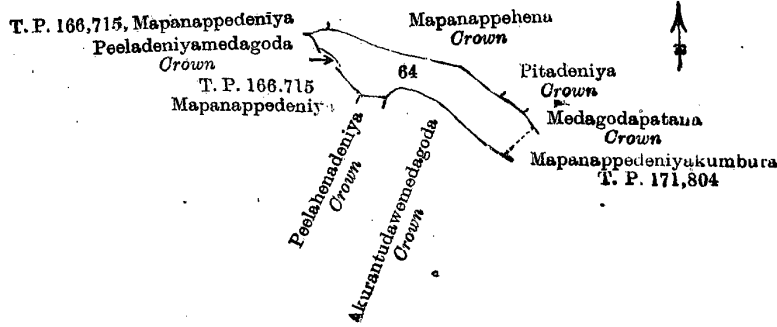 T. P. 166,715, Mapanappedeniya
Peeladeniyamedagoda
Crown
T. P. 166.715
Mapanappedeniya
Mapanappehena
Crown
64
Pitadeniya
Crown
Medagodapatana
Crown
Mapanappedeniyakumbura
T. P. 171,804
Peelahenadeniya
Crown
Akurantudawemedagoda
Crown